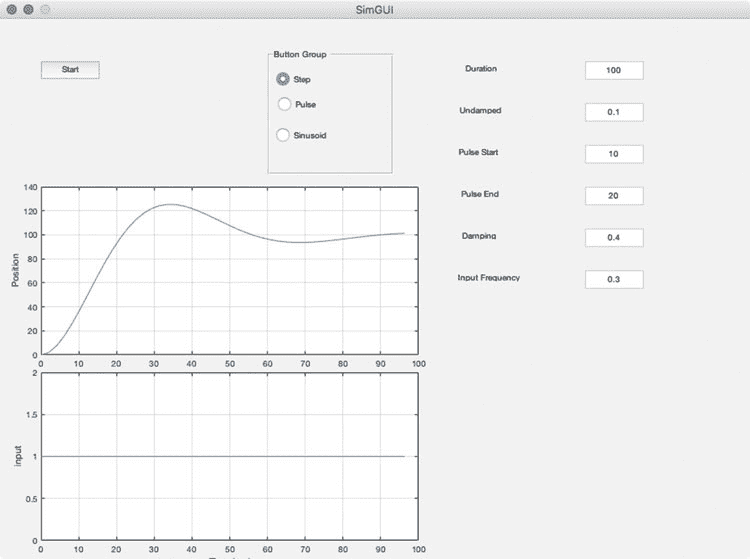 SimGUI
Start
Button Group
Step
Pulse
Sinusoid
Duration 100
Undamped 0.1
Pulse Start 10
Pulse End 20
Damping 0.4
Input Frequency 0.3
Position
140
120
100
80
60
40
20
0
0 10 20 30 40 50 60 70 80 90 100
input
2
1.5
1
0.5
0
0 10 20 30 40 50 60 70 80 90 100